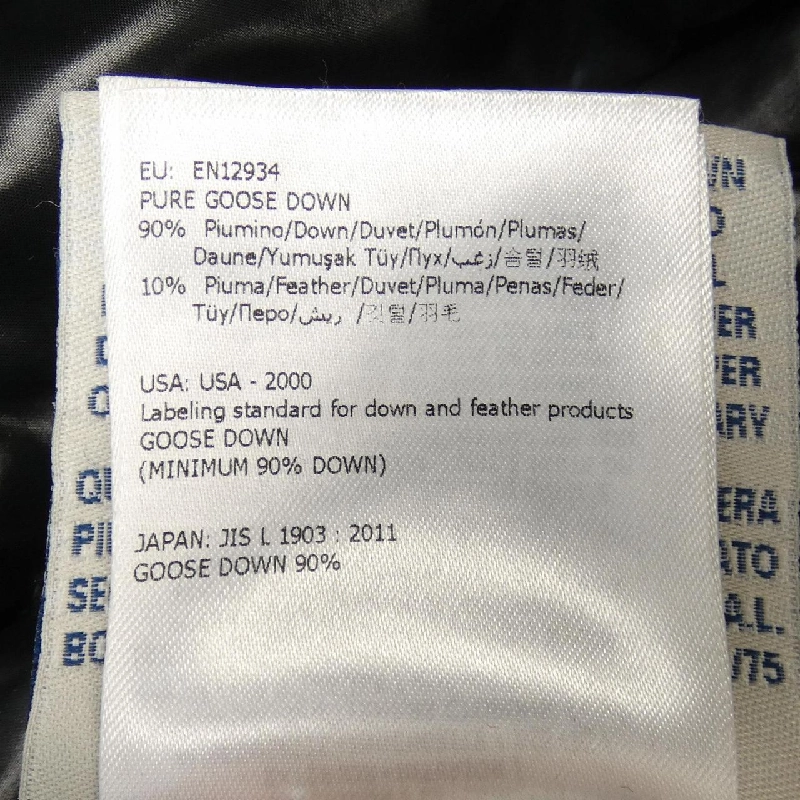 EU: EN12934
PURE GOOSE DOWN
90% Piumino/Down/Duvet/Plumón/Plumas/
Daune/Yumuşak Tüy/Пух/زغب/솜털/羽绒
10% Piuma/Feather/Duvet/Pluma/Penas/Feder/
Tüy/Перо/ريش /깃털/羽毛
USA: USA - 2000
Labeling standard for down and feather products
GOOSE DOWN
(MINIMUM 90% DOWN)
JAPAN: JIS L 1903 : 2011
GOOSE DOWN 90%